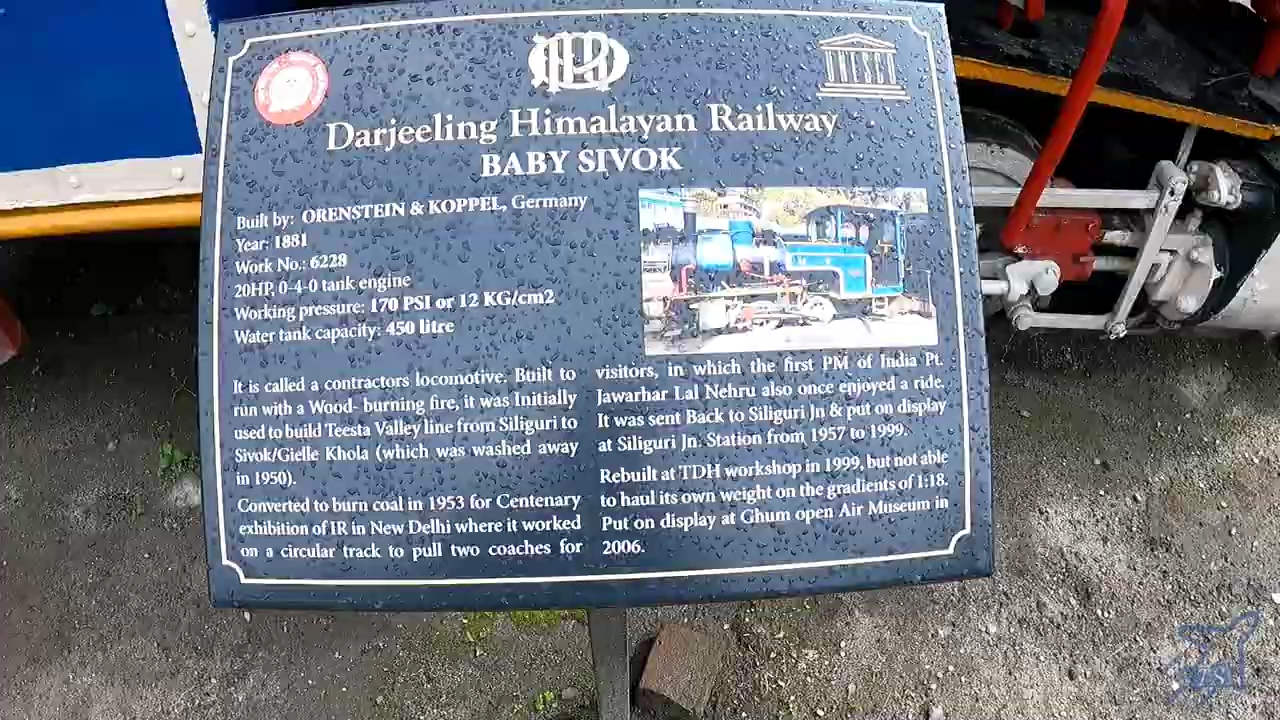 DHR
UNESCO
Darjeeling Himalayan Railway
BABY SIVOK
Built by: ORENSTEIN & KOPPEL, Germany
Year: 1881
Work No.: 6228
20HP, 0-4-0 tank engine
Working pressure: 170 PSI or 12 KG/cm2
Water tank capacity: 450 litre
It is called a contractors locomotive. Built to
run with a Wood- burning fire, it was Initially
used to build Teesta Valley line from Siliguri to
Sivok/Gielle Khola (which was washed away
in 1950).
Converted to burn coal in 1953 for Centenary
exhibition of IR in New Delhi where it worked
on a circular track to pull two coaches for
visitors, in which the first PM of India Pt.
Jawarhar Lal Nehru also once enjoyed a ride.
It was sent Back to Siliguri Jn & put on display
at Siliguri Jn. Station from 1957 to 1999.
Rebuilt at TDH workshop in 1999, but not able
to haul its own weight on the gradients of 1:18.
Put on display at Ghum open Air Museum in
2006.